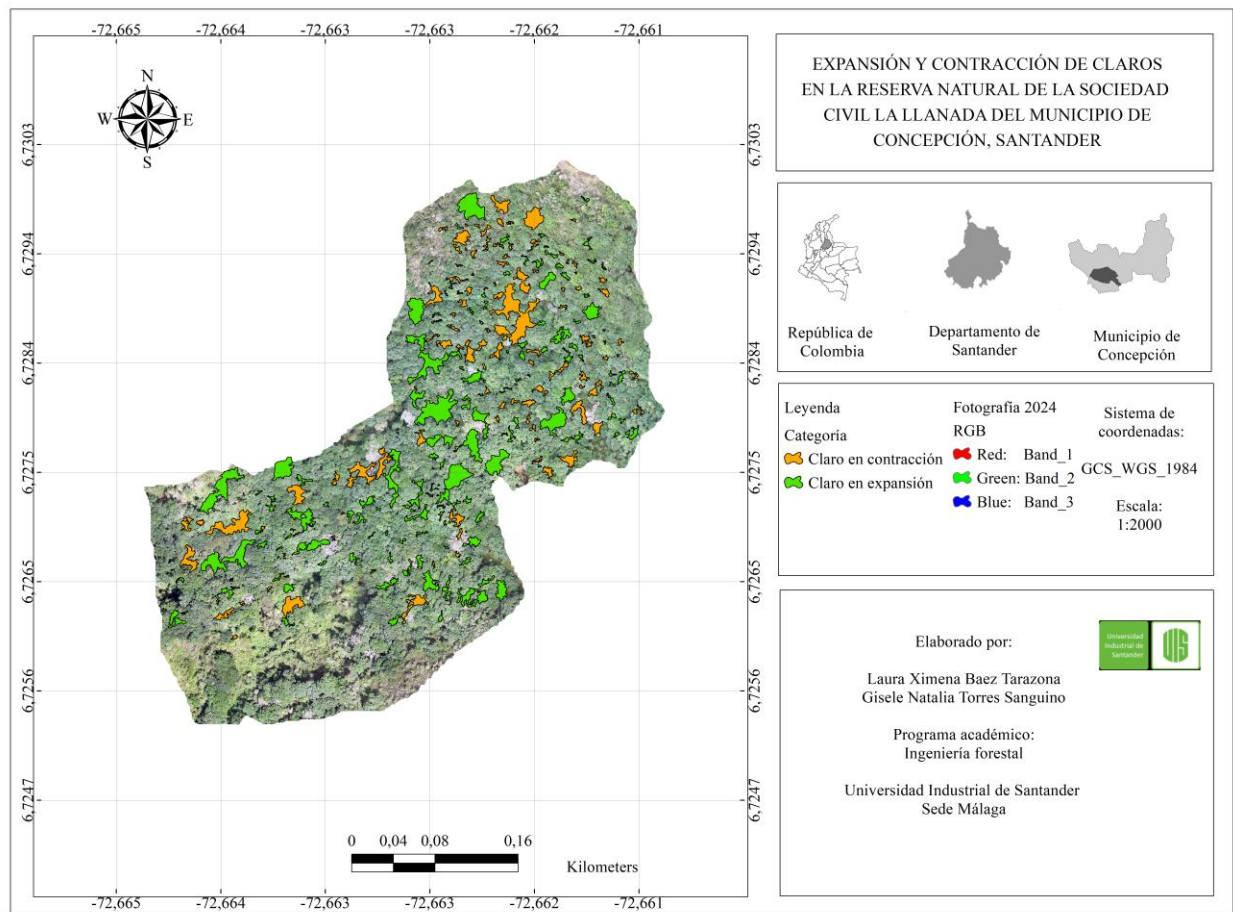 -72,665 -72,664 -72,663 -72,663 -72,662 -72,661
N
W E
S
6,7303
6,7294
6,7284
6,7275
6,7265
6,7256
6,7247
6,7303
6,7294
6,7284
6,7275
6,7265
6,7256
6,7247
0 0,04 0,08 0,16
Kilometers
-72,665 -72,664 -72,663 -72,663 -72,662 -72,661
EXPANSIÓN Y CONTRACCIÓN DE CLAROS
EN LA RESERVA NATURAL DE LA SOCIEDAD
CIVIL LA LLANADA DEL MUNICIPIO DE
CONCEPCIÓN, SANTANDER
República de
Colombia
Departamento de
Santander
Municipio de
Concepción
Leyenda
Categoría
Claro en contracción
Claro en expansión
Fotografía 2024
RGB
Red: Band_1
Green: Band_2
Blue: Band_3
Sistema de
coordenadas:
GCS_WGS_1984
Escala:
1:2000
Elaborado por:
Universidad
Industrial de
Santander
UIS
Laura Ximena Baez Tarazona
Gisele Natalia Torres Sanguino
Programa académico:
Ingeniería forestal
Universidad Industrial de Santander
Sede Málaga